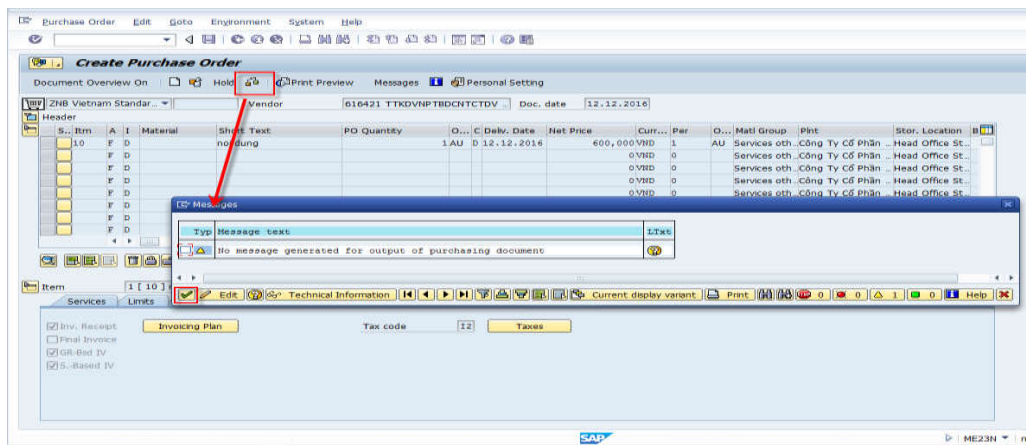 Purchase Order Edit Goto Environment System Help
Create Purchase Order
Document Overview On Hold Print Preview Messages Personal Setting
ZNB Vietnam Standar.. Vendor 616421 TTKDVNPTBDCNTCTDV .. Doc. date 12.12.2016
Header
S.. Itm A I Material Short Text PO Quantity O... C Deliv. Date Net Price Curr... Per O... Matl Group Plnt Stor. Location B
10 F D noi dung 1 AU D 12.12.2016 600,000 VND 1 AU Services oth.. Công Ty Cổ Phần .. Head Office St..
F D 0 VND 0 Services oth.. Công Ty Cổ Phần .. Head Office St..
F D 0 VND 0 Services oth.. Công Ty Cổ Phần .. Head Office St..
F D 0 VND 0 Services oth.. Công Ty Cổ Phần .. Head Office St..
F D 0 VND 0 Services oth.. Công Ty Cổ Phần .. Head Office St..
F D
F D
Messages
Typ Message text LTxt
No message generated for output of purchasing document
Edit Technical Information Current display variant Print 0 0 1 0 Help
Item 1 [ 10 ]
Services Limits
Inv. Receipt Invoicing Plan Tax code I2 Taxes
Final Invoice
GR-Bsd IV
S.-Based IV
SAP ME23N